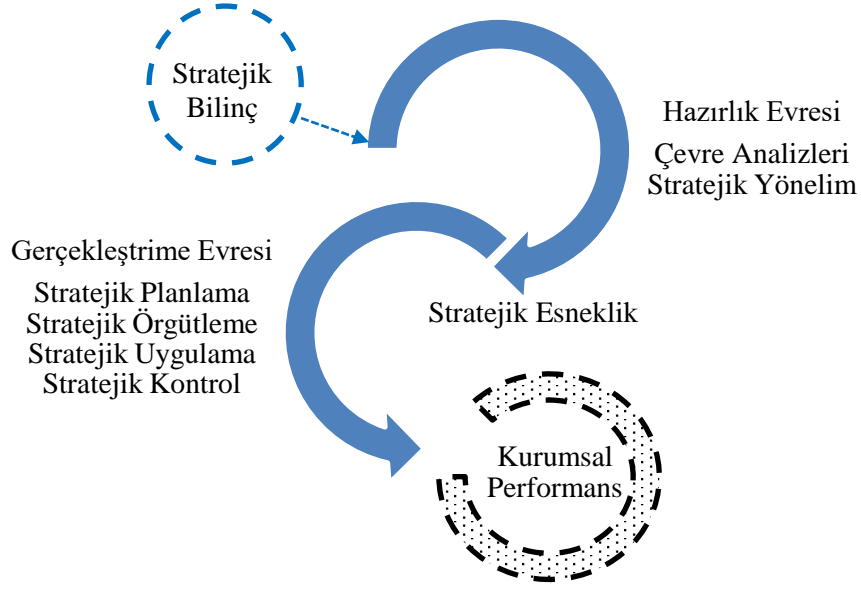 Stratejik
Bilinç
Hazırlık Evresi
Çevre Analizleri
Stratejik Yönelim
Gerçekleştrime Evresi
Stratejik Planlama
Stratejik Örgütleme
Stratejik Uygulama
Stratejik Kontrol
Stratejik Esneklik
Kurumsal
Performans